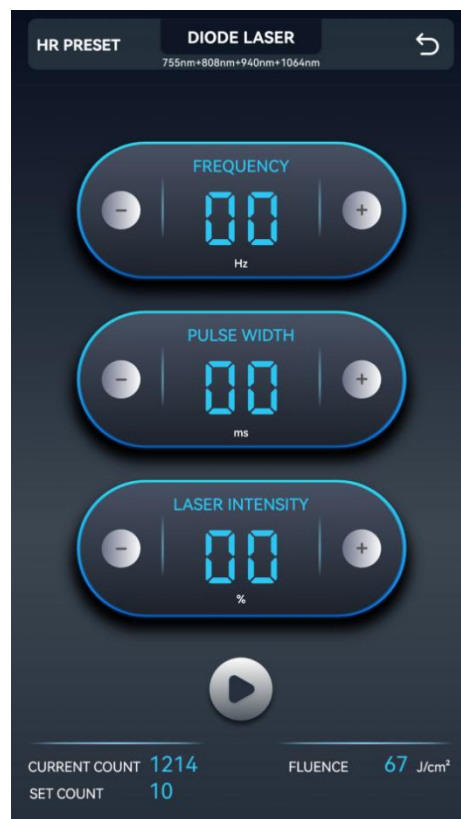 HR PRESET
DIODE LASER
755nm+808nm+940nm+1064nm
FREQUENCY
- 00 +
Hz
PULSE WIDTH
- 00 +
ms
LASER INTENSITY
- 00 +
%
CURRENT COUNT 1214
FLUENCE 67 J/cm²
SET COUNT 10